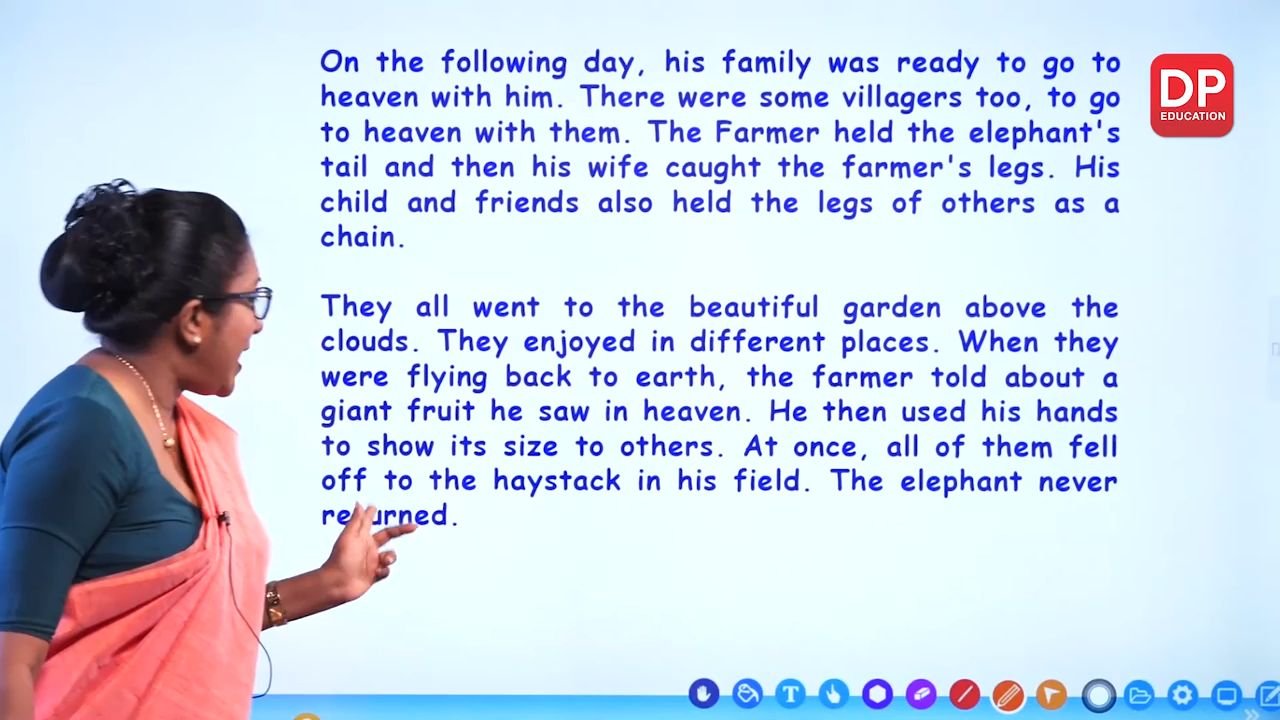 On the following day, his family was ready to go to
heaven with him. There were some villagers too, to go
to heaven with them. The Farmer held the elephant's
tail and then his wife caught the farmer's legs. His
child and friends also held the legs of others as a
chain.
They all went to the beautiful garden above the
clouds. They enjoyed in different places. When they
were flying back to earth, the farmer told about a
giant fruit he saw in heaven. He then used his hands
to show its size to others. At once, all of them fell
off to the haystack in his field. The elephant never
returned.
DP
EDUCATION